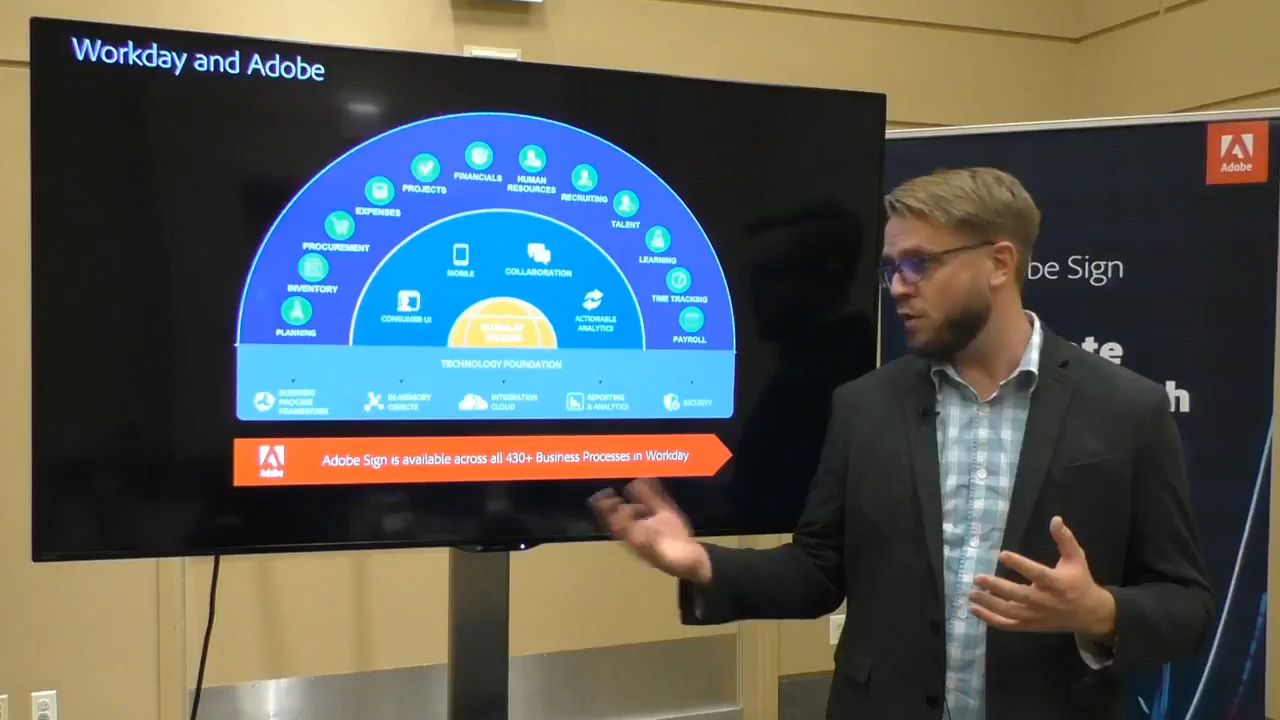 Workday and Adobe
FINANCIALS
HUMAN
RESOURCES
PROJECTS
RECRUITING
EXPENSES
TALENT
PROCUREMENT
LEARNING
INVENTORY
TIME TRACKING
PLANNING
PAYROLL
MOBILE
COLLABORATION
CONSUMER UI
ACTIONABLE
ANALYTICS
TECHNOLOGY FOUNDATION
BUSINESS
PROCESS
FRAMEWORK
IN-MEMORY
OBJECTS
INTEGRATION
CLOUD
REPORTING
& ANALYTICS
SECURITY
Adobe
Adobe Sign is available across all 430+ Business Processes in Workday
Adobe
be Sign
te
h